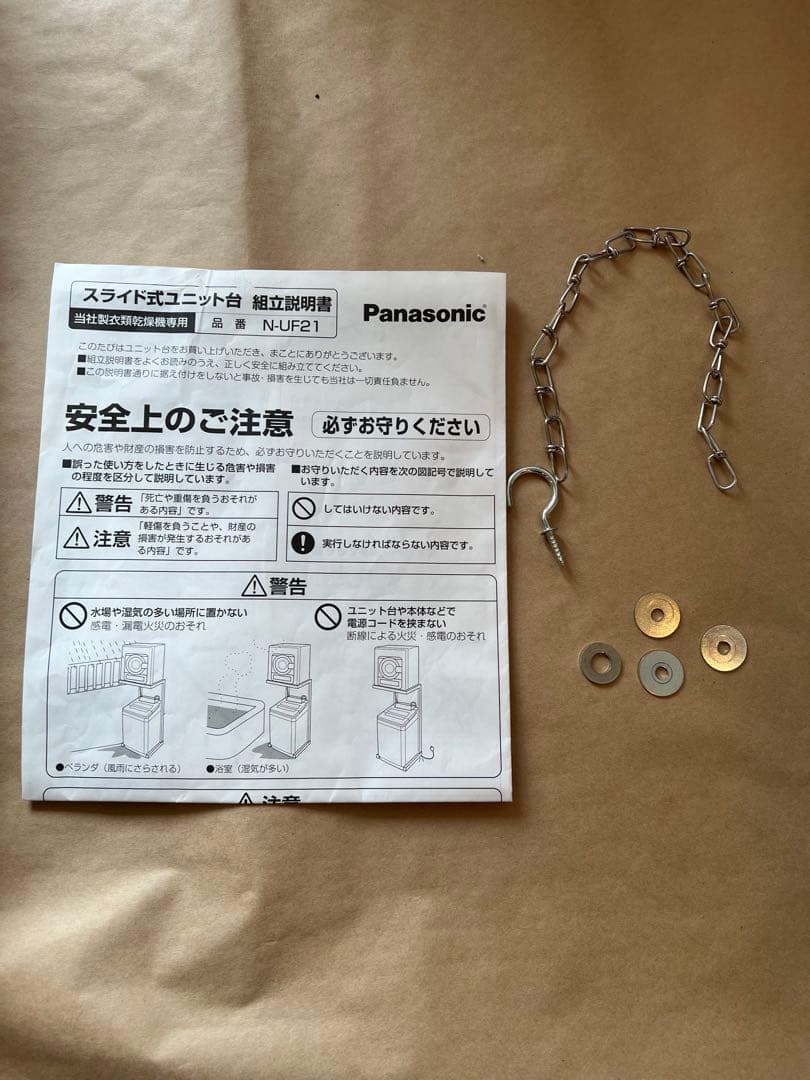 スライド式ユニット台 組立説明書
当社製衣類乾燥機専用 品番 N-UF21
Panasonic
このたびはユニット台をお買い上げいただき、まことにありがとうございます。
■組立説明書をよくお読みのうえ、正しく安全に組み立ててください。
■この説明書通りに据え付けをしないと事故・損害を生じても当社は一切責任負ません。
安全上のご注意 必ずお守りください
人への危害や財産の損害を防止するため、必ずお守りいただくことを説明しています。
■誤った使い方をしたときに生じる危害や損害
の程度を区分して説明しています。
■お守りいただく内容を次の図記号で説明して
います。
警告
「死亡や重傷を負うおそれが
ある内容」です。
注意
「軽傷を負うことや、財産の
損害が発生するおそれがあ
る内容」です。
してはいけない内容です。
実行しなければならない内容です。
警告
水場や湿気の多い場所に置かない
感電・漏電火災のおそれ
ユニット台や本体などで
電源コードを挟まない
断線による火災・感電のおそれ
●ベランダ（風雨にさらされる）
●浴室（湿気が多い）
注意